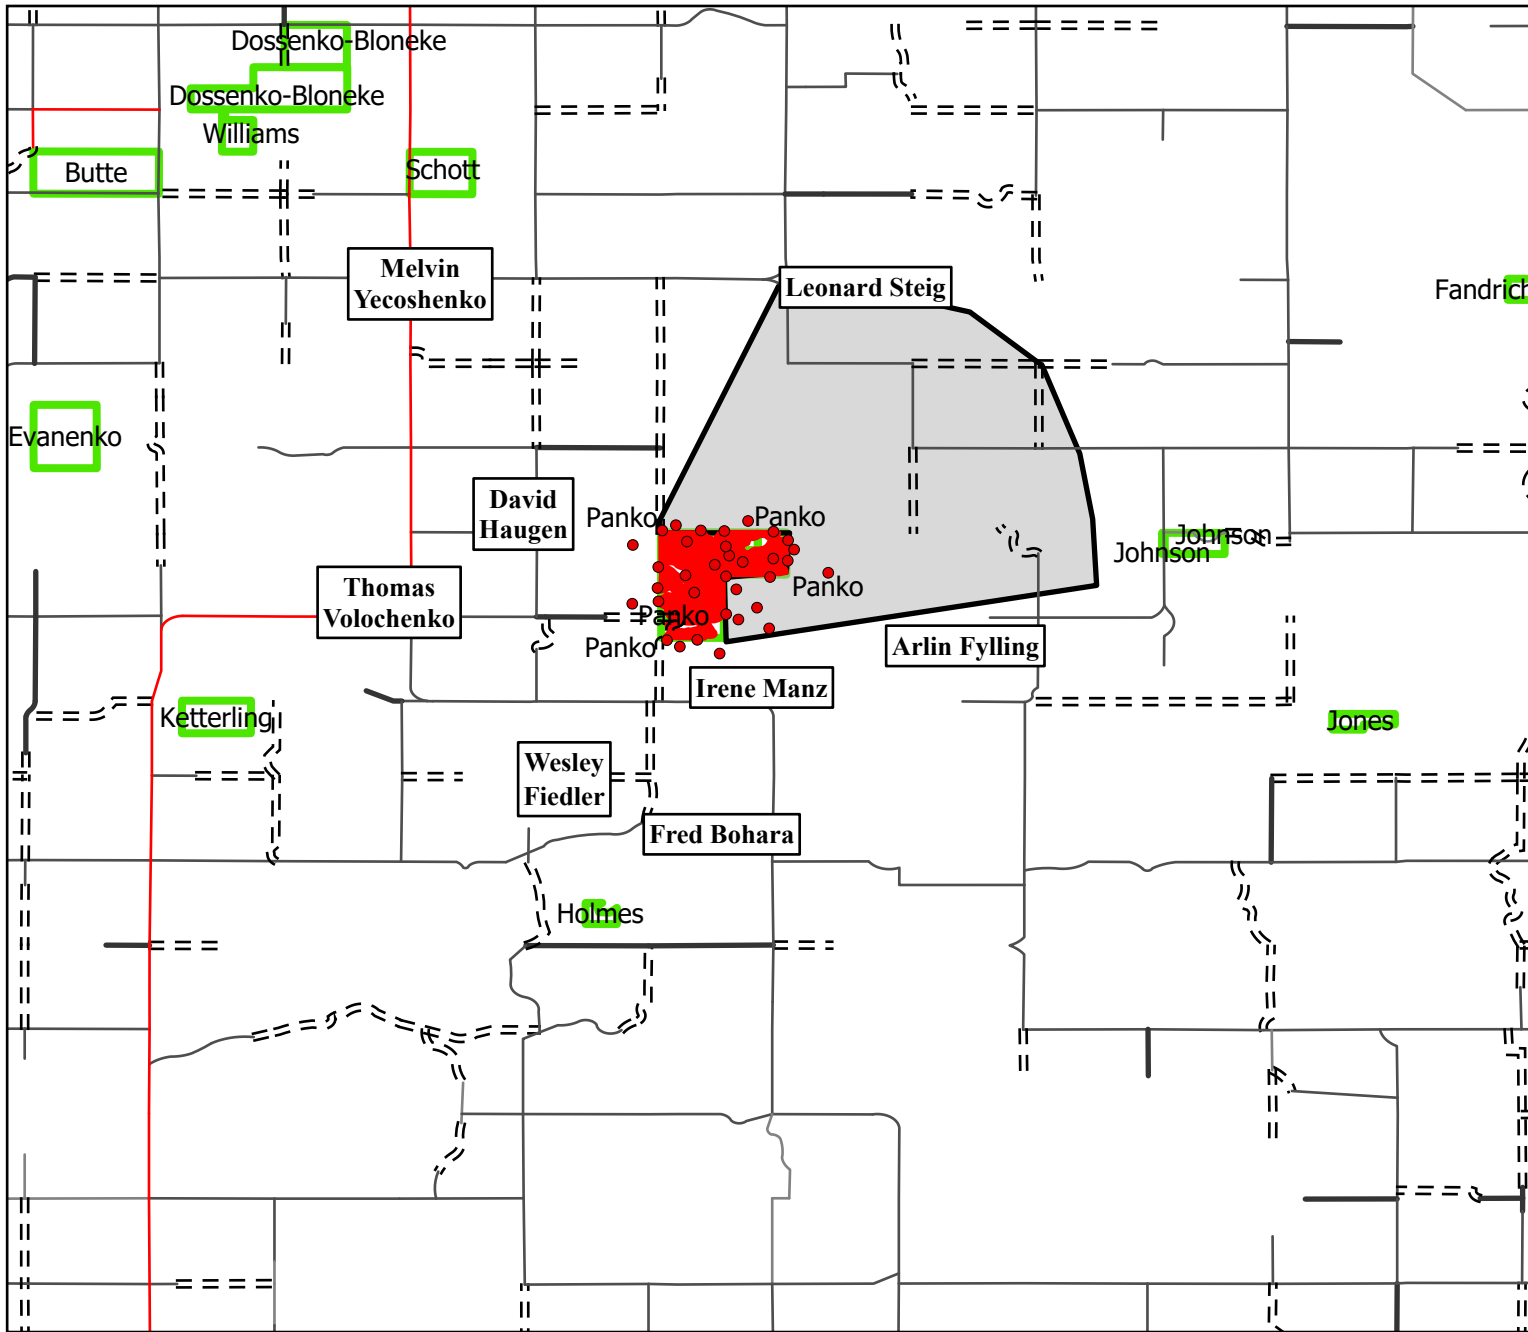 Dossenko-Bloneke
Dossenko-Bloneke
Williams
Butte
Schott
Melvin
Yecoshenko
Leonard Steig
Fandrich
Evanenko
David
Haugen
Panko
Panko
Johnson
Johnson
Thomas
Volochenko
Panko
Panko
Panko
Arlin Fylling
Irene Manz
Ketterling
Jones
Wesley
Fiedler
Fred Bohara
Holmes